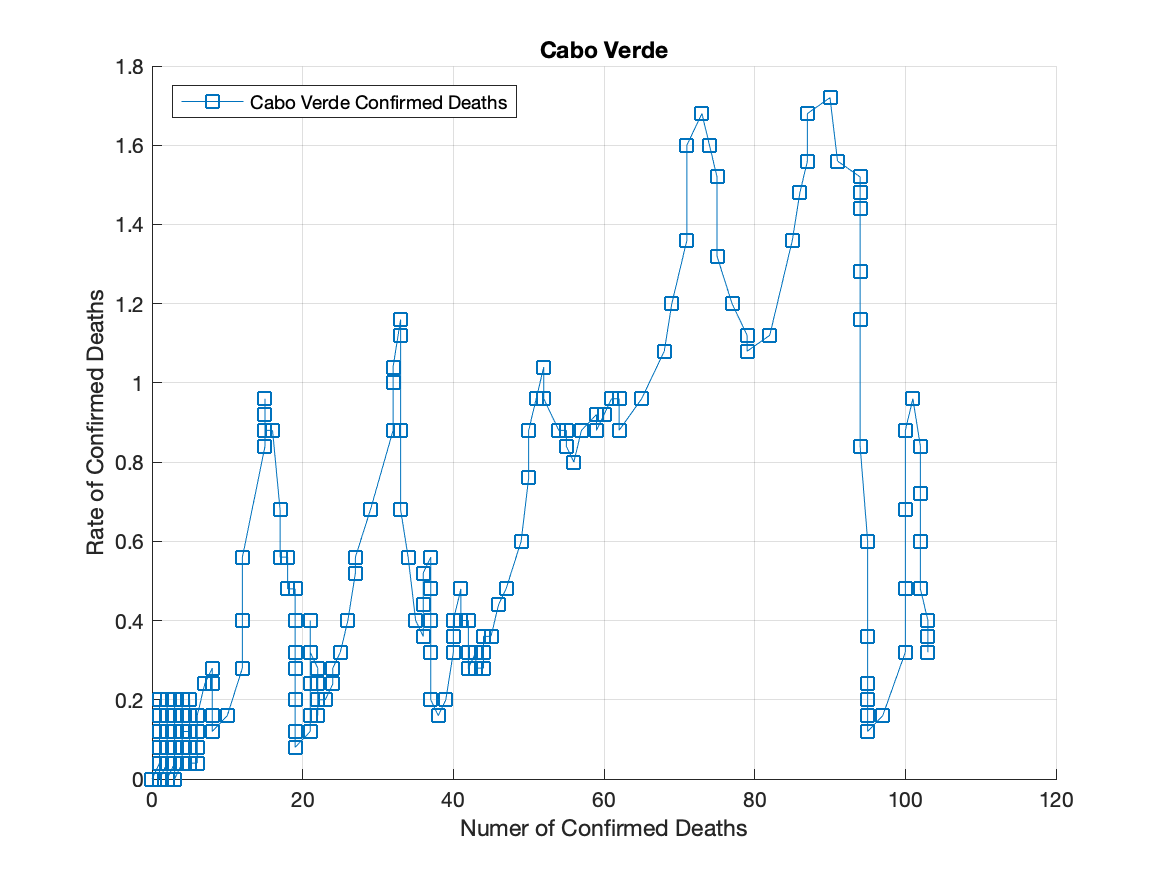 Cabo Verde
1.8
Cabo Verde Confirmed Deaths
1.6
1.4
1.2
1
0.8
0.6
0.4
0.2
0
Rate of Confirmed Deaths
0 20 40 60 80 100 120
Numer of Confirmed Deaths